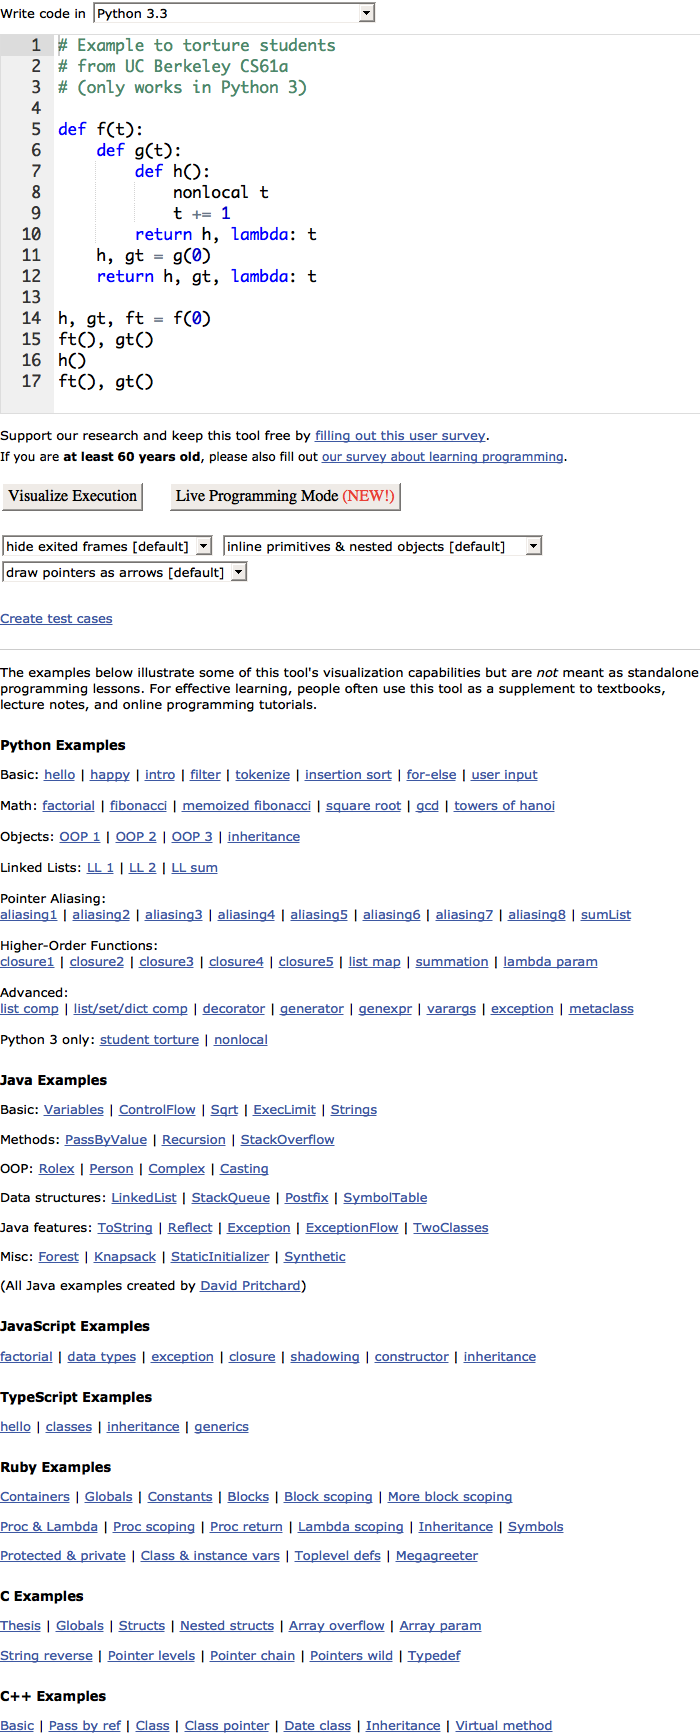 Write code in Python 3.3
1 # Example to torture students
2 # from UC Berkeley CS61a
3 # (only works in Python 3)
4
5 def f(t):
6     def g(t):
7         def h():
8             nonlocal t
9             t += 1
10         return h, lambda: t
11     h, gt = g(0)
12     return h, gt, lambda: t
13
14 h, gt, ft = f(0)
15 ft(), gt()
16 h()
17 ft(), gt()
Support our research and keep this tool free by filling out this user survey.
If you are at least 60 years old, please also fill out our survey about learning programming.
Visualize Execution Live Programming Mode (NEW!)
hide exited frames [default] inline primitives & nested objects [default]
draw pointers as arrows [default]
Create test cases
The examples below illustrate some of this tool's visualization capabilities but are not meant as standalone
programming lessons. For effective learning, people often use this tool as a supplement to textbooks,
lecture notes, and online programming tutorials.
Python Examples
Basic: hello | happy | intro | filter | tokenize | insertion sort | for-else | user input
Math: factorial | fibonacci | memoized fibonacci | square root | gcd | towers of hanoi
Objects: OOP 1 | OOP 2 | OOP 3 | inheritance
Linked Lists: LL 1 | LL 2 | LL sum
Pointer Aliasing:
aliasing1 | aliasing2 | aliasing3 | aliasing4 | aliasing5 | aliasing6 | aliasing7 | aliasing8 | sumList
Higher-Order Functions:
closure1 | closure2 | closure3 | closure4 | closure5 | list map | summation | lambda param
Advanced:
list comp | list/set/dict comp | decorator | generator | genexpr | varargs | exception | metaclass
Python 3 only: student torture | nonlocal
Java Examples
Basic: Variables | ControlFlow | Sqrt | ExecLimit | Strings
Methods: PassByValue | Recursion | StackOverflow
OOP: Rolex | Person | Complex | Casting
Data structures: LinkedList | StackQueue | Postfix | SymbolTable
Java features: ToString | Reflect | Exception | ExceptionFlow | TwoClasses
Misc: Forest | Knapsack | StaticInitializer | Synthetic
(All Java examples created by David Pritchard)
JavaScript Examples
factorial | data types | exception | closure | shadowing | constructor | inheritance
TypeScript Examples
hello | classes | inheritance | generics
Ruby Examples
Containers | Globals | Constants | Blocks | Block scoping | More block scoping
Proc & Lambda | Proc scoping | Proc return | Lambda scoping | Inheritance | Symbols
Protected & private | Class & instance vars | Toplevel defs | Megagreeter
C Examples
Thesis | Globals | Structs | Nested structs | Array overflow | Array param
String reverse | Pointer levels | Pointer chain | Pointers wild | Typedef
C++ Examples
Basic | Pass by ref | Class | Class pointer | Date class | Inheritance | Virtual method